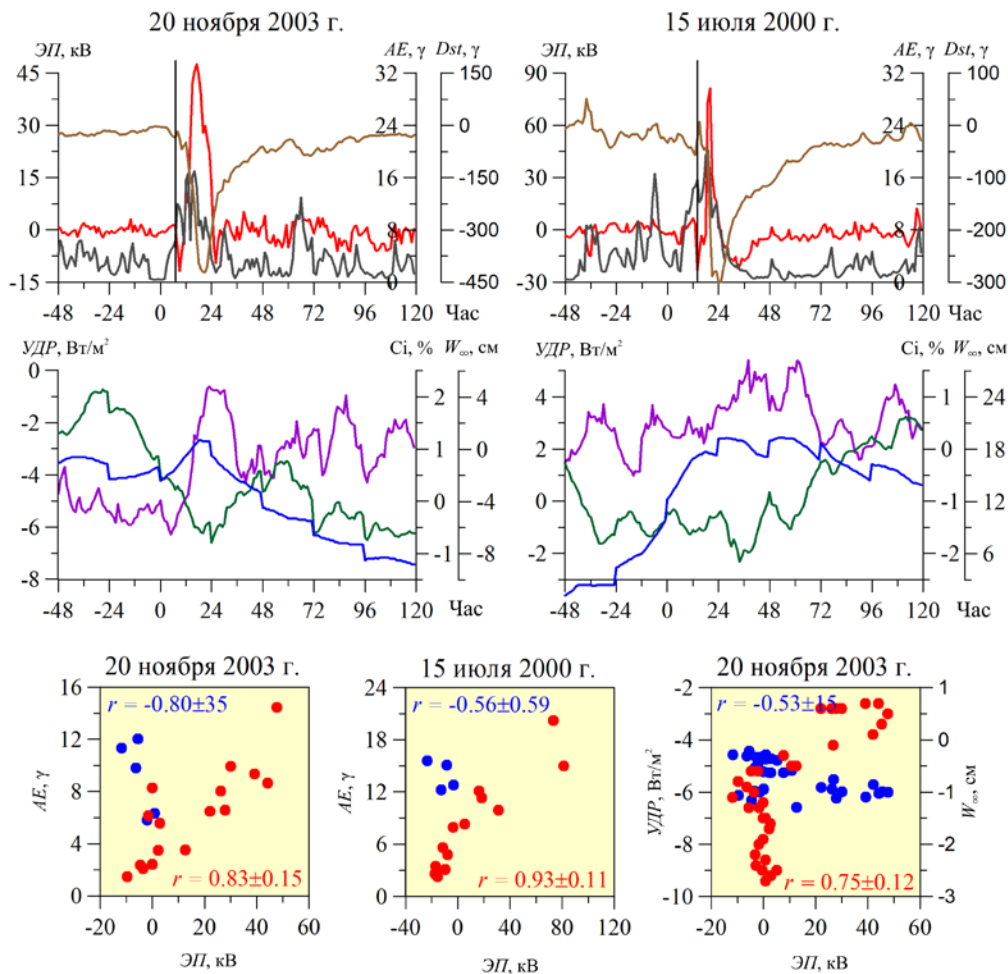 20 ноября 2003 г.
15 июля 2000 г.
ЭП, кВ
AE, γ Dst, γ
ЭП, кВ
AE, γ Dst, γ
45 32 150
90 32 100
30 24 0
60 24 0
15 16 -150
30 16 -100
0 8 -300
0 8 -200
-15 0 -450
-30 0 -300
-48 -24 0 24 48 72 96 120 Час
-48 -24 0 24 48 72 96 120 Час
УДР, Вт/м²
Ci, % W∞, см
УДР, Вт/м²
Ci, % W∞, см
0
-2 2 4
4 1 24
-4 1 0
2 0 18
-6 0 -4
0 -1 12
-8 -1 -8
-2 -2 6
-48 -24 0 24 48 72 96 120 Час
-48 -24 0 24 48 72 96 120 Час
20 ноября 2003 г.
15 июля 2000 г.
20 ноября 2003 г.
16
12
8
4
0
AE, γ
r = -0.80±35
r = 0.83±0.15
-20 0 20 40 60
ЭП, кВ
24
18
12
6
0
AE, γ
r = -0.56±0.59
r = 0.93±0.11
-40 0 40 80 120
ЭП, кВ
-2 1
-4 0
-6 -1
-8 -2
-10 -3
УДР, Вт/м²
W∞, см
r = -0.53±15
r = 0.75±0.12
-20 0 20 40 60
ЭП, кВ